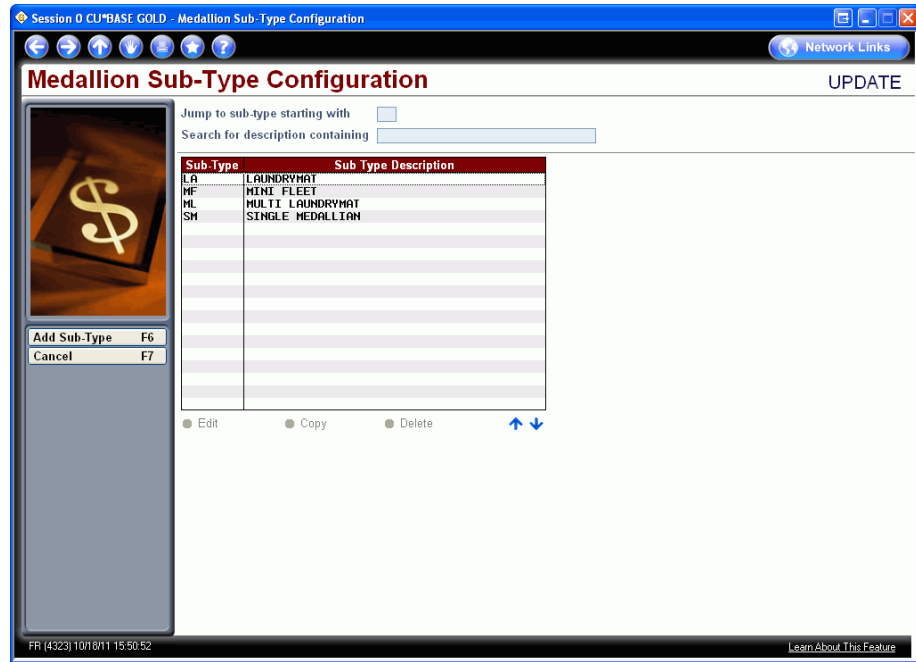 Session 0 CU*BASE GOLD - Medallion Sub-Type Configuration
Network Links
Medallion Sub-Type Configuration
UPDATE
Jump to sub-type starting with
Search for description containing
Sub-Type Sub Type Description
LA LAUNDRYMAT
MF MINI FLEET
ML MULTI LAUNDRYMAT
SM SINGLE MEDALLIAN
Add Sub-Type F6
Cancel F7
Edit Copy Delete
FR (4323) 10/18/11 15:50:52
Learn About This Feature